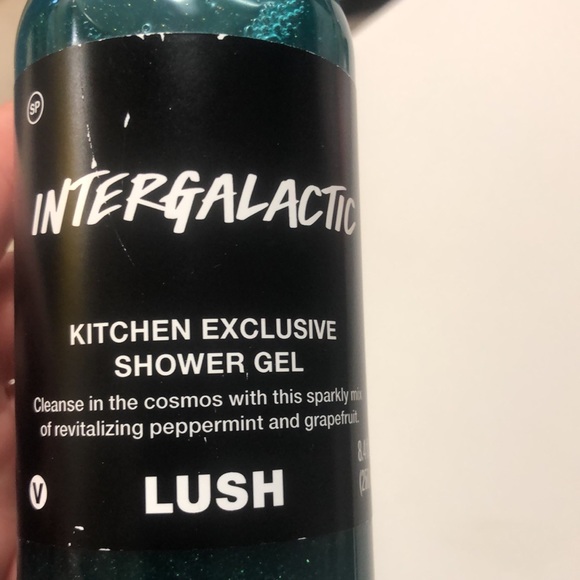 SP
INTERGALACTIC
KITCHEN EXCLUSIVE
SHOWER GEL
Cleanse in the cosmos with this sparkly mix
of revitalizing peppermint and grapefruit.
V
LUSH